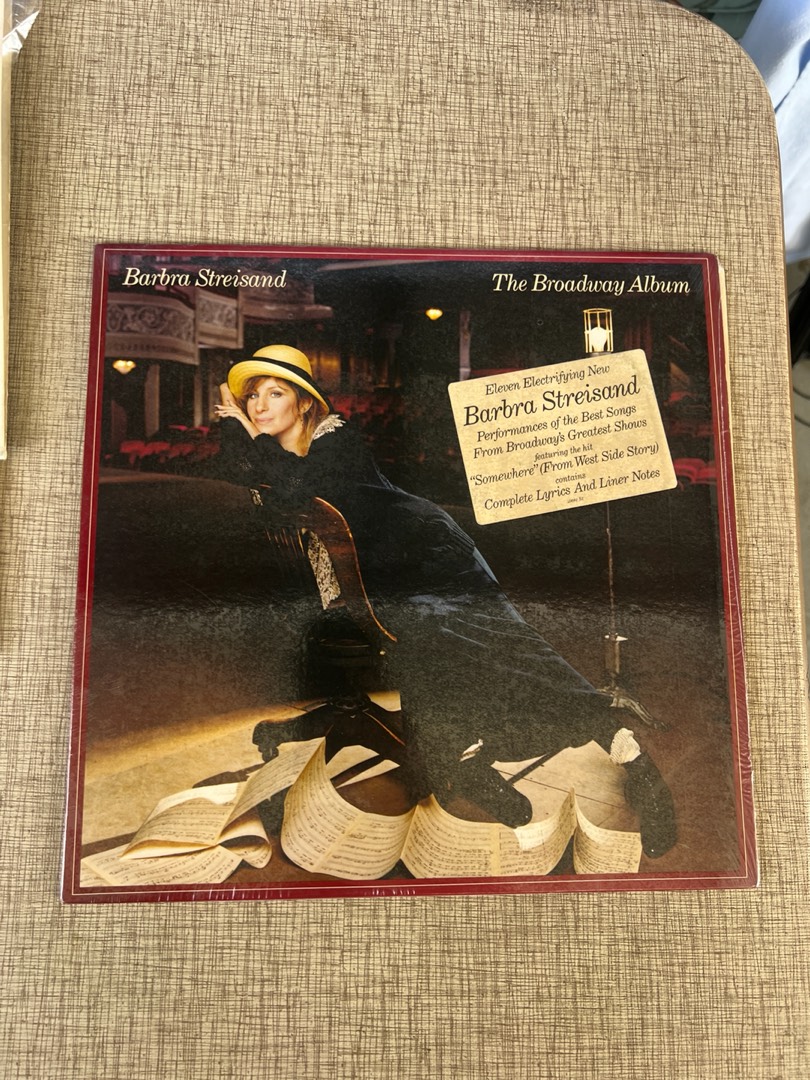 Barbra Streisand
The Broadway Album
Eleven Electrifying New
Barbra Streisand
Performances of the Best Songs
From Broadway's Greatest Shows
featuring the hit
"Somewhere" (From West Side Story)
contains
Complete Lyrics And Liner Notes